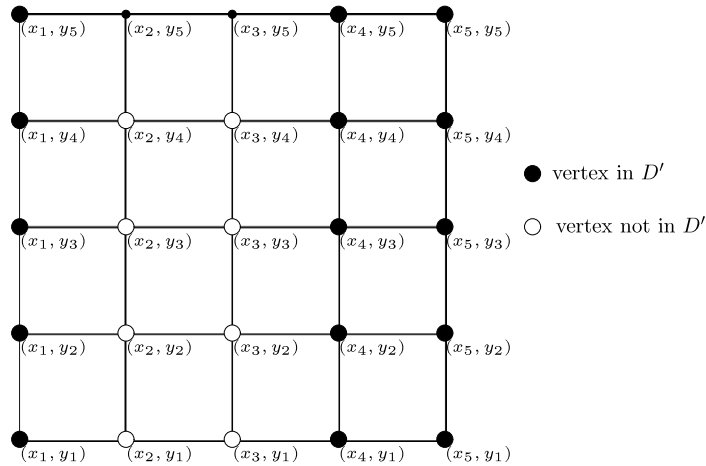 (x₁, y₅) (x₂, y₅) (x₃, y₅) (x₄, y₅) (x₅, y₅)
(x₁, y₄) (x₂, y₄) (x₃, y₄) (x₄, y₄) (x₅, y₄)
vertex in D′
vertex not in D′
(x₁, y₃) (x₂, y₃) (x₃, y₃) (x₄, y₃) (x₅, y₃)
(x₁, y₂) (x₂, y₂) (x₃, y₂) (x₄, y₂) (x₅, y₂)
(x₁, y₁) (x₂, y₁) (x₃, y₁) (x₄, y₁) (x₅, y₁)